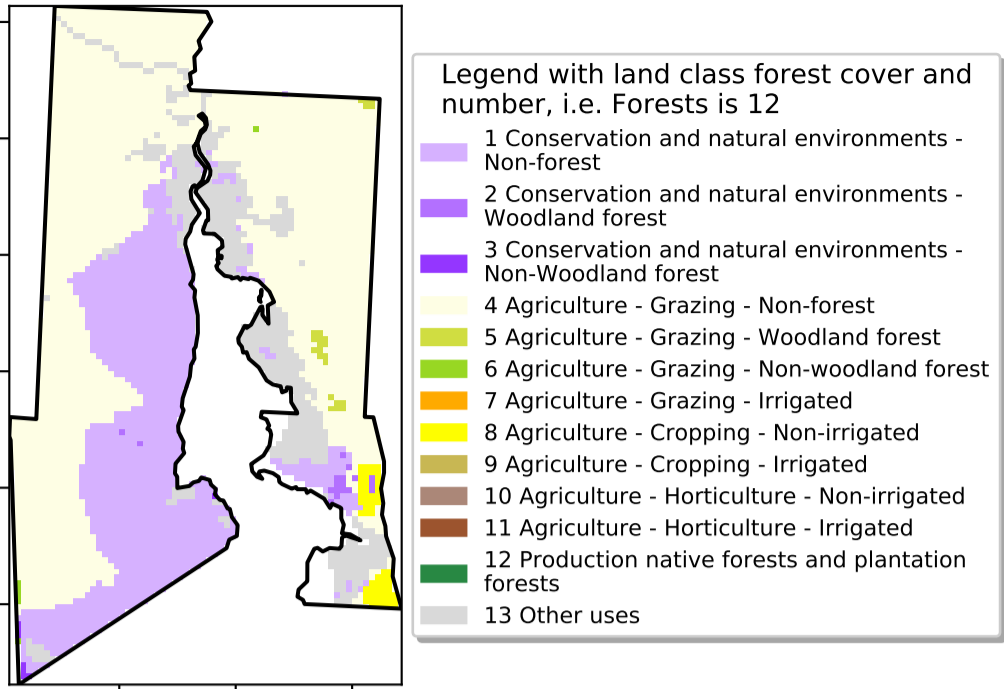 Legend with land class forest cover and
number, i.e. Forests is 12
1 Conservation and natural environments -
Non-forest
2 Conservation and natural environments -
Woodland forest
3 Conservation and natural environments -
Non-Woodland forest
4 Agriculture - Grazing - Non-forest
5 Agriculture - Grazing - Woodland forest
6 Agriculture - Grazing - Non-woodland forest
7 Agriculture - Grazing - Irrigated
8 Agriculture - Cropping - Non-irrigated
9 Agriculture - Cropping - Irrigated
10 Agriculture - Horticulture - Non-irrigated
11 Agriculture - Horticulture - Irrigated
12 Production native forests and plantation
forests
13 Other uses